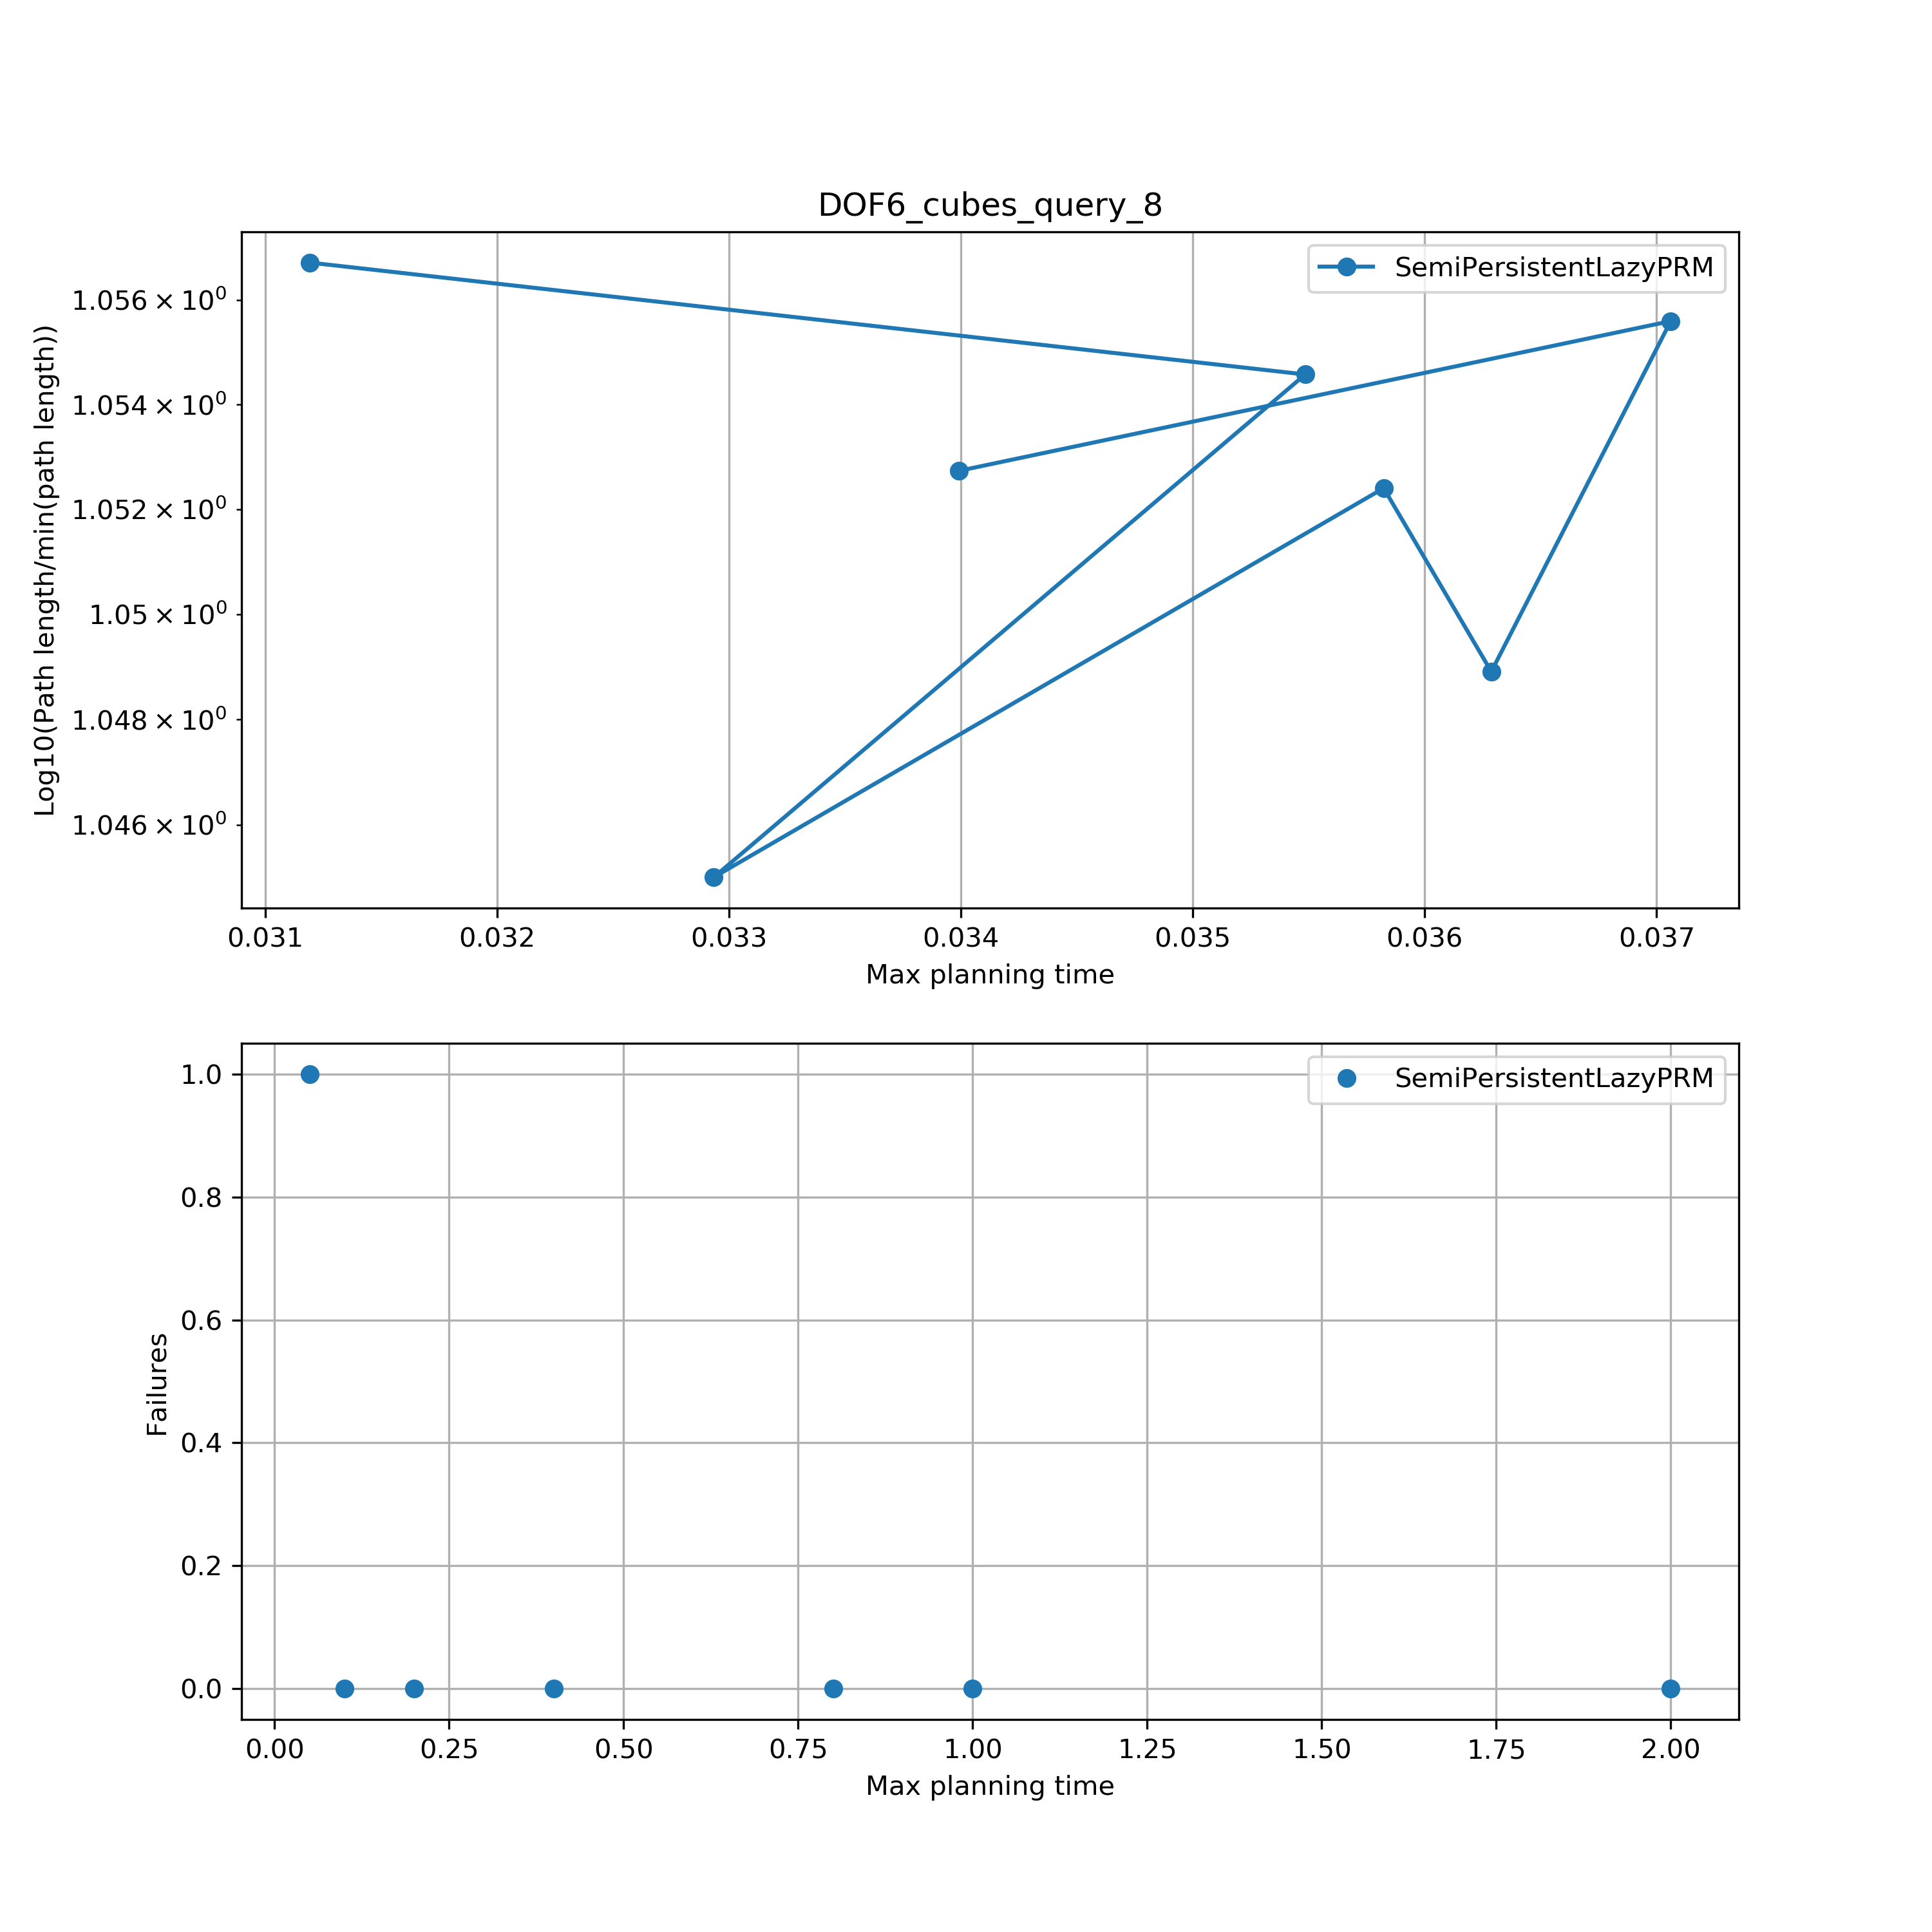 DOF6_cubes_query_8
SemiPersistentLazyPRM
Log10(Path length/min(path length))
1.056 × 10⁰
1.054 × 10⁰
1.052 × 10⁰
1.05 × 10⁰
1.048 × 10⁰
1.046 × 10⁰
0.031 0.032 0.033 0.034 0.035 0.036 0.037
Max planning time
SemiPersistentLazyPRM
Failures
1.0
0.8
0.6
0.4
0.2
0.0
0.00 0.25 0.50 0.75 1.00 1.25 1.50 1.75 2.00
Max planning time